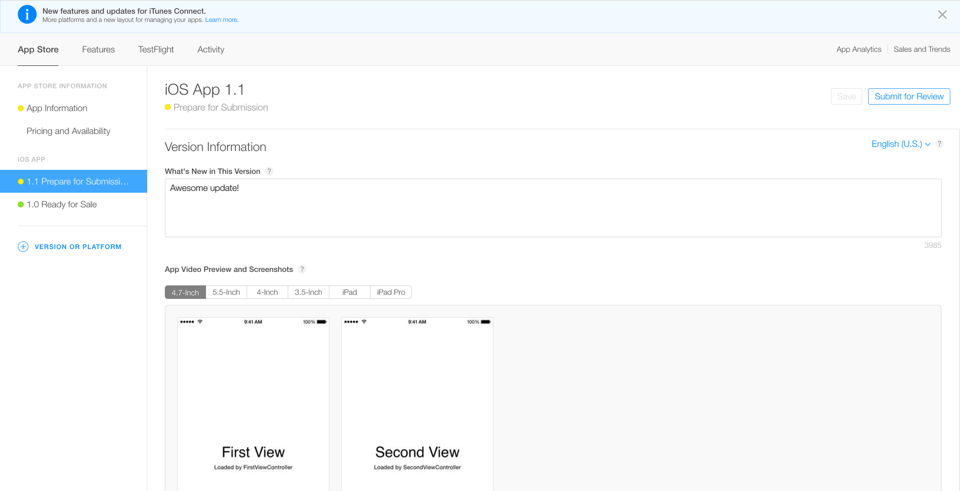 New features and updates for iTunes Connect.
More platforms and a new layout for managing your apps. Learn more.
App Store Features TestFlight Activity App Analytics Sales and Trends
APP STORE INFORMATION
App Information
Pricing and Availability
iOS APP
1.1 Prepare for Submissi...
1.0 Ready for Sale
VERSION OR PLATFORM
iOS App 1.1
Prepare for Submission
Save Submit for Review
Version Information
English (U.S.) ?
What's New in This Version ?
Awesome update!
3985
App Video Preview and Screenshots ?
4.7-Inch 5.5-Inch 4-Inch 3.5-Inch iPad iPad Pro
9:41 AM 100%
First View
Loaded by FirstViewController
9:41 AM 100%
Second View
Loaded by SecondViewController